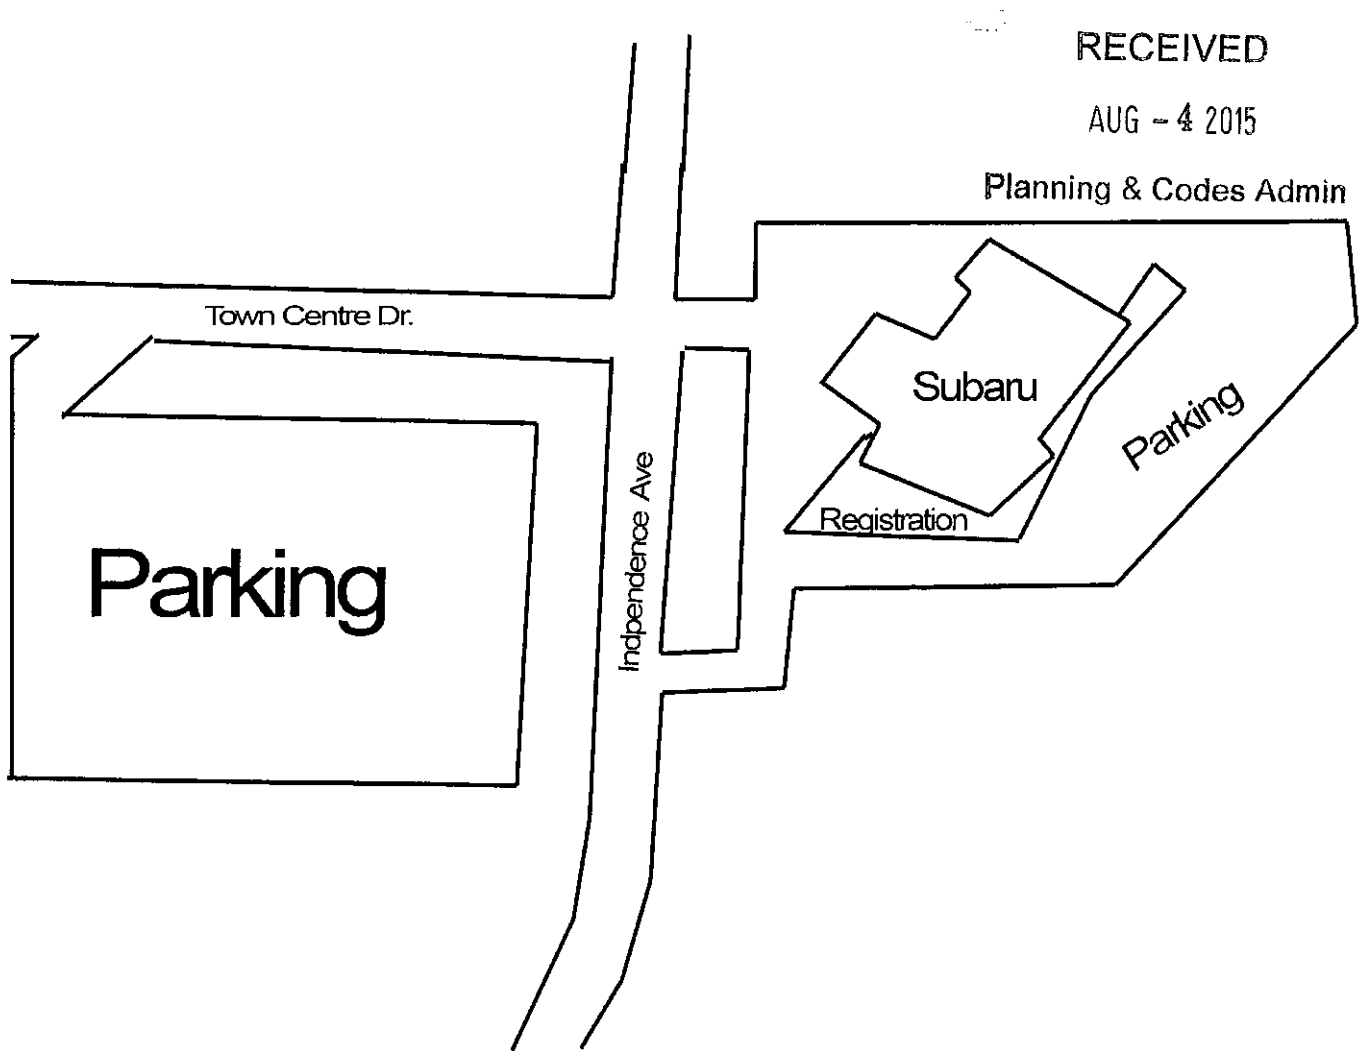 RECEIVED
AUG - 4 2015
Planning & Codes Admin
Town Centre Dr.
Subaru
Parking
Registration
Indpendence Ave
Parking